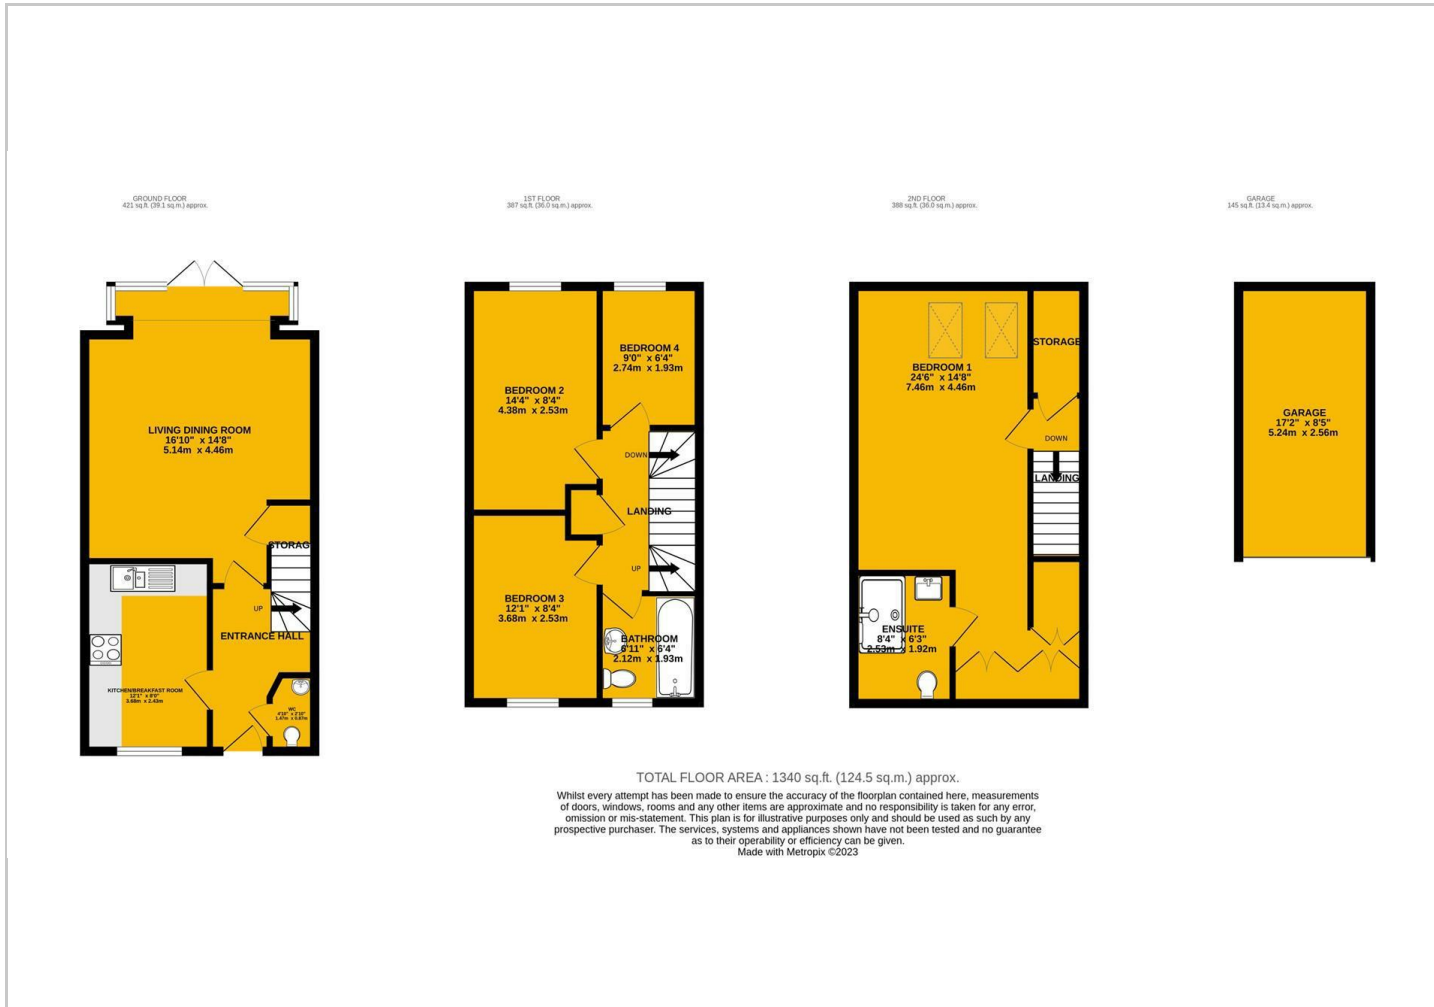 GROUND FLOOR
421 sq.ft. (39.1 sq.m.) approx.
1ST FLOOR
387 sq.ft. (36.0 sq.m.) approx.
2ND FLOOR
388 sq.ft. (36.0 sq.m.) approx.
GARAGE
145 sq.ft. (13.4 sq.m.) approx.
LIVING DINING ROOM
16'10" x 14'8"
5.14m x 4.46m
STORAG
UP
ENTRANCE HALL
KITCHEN/BREAKFAST ROOM
12'1" x 8'0"
3.68m x 2.43m
WC
4'10" x 2'10"
1.47m x 0.87m
BEDROOM 4
9'0" x 6'4"
2.74m x 1.93m
BEDROOM 2
14'4" x 8'4"
4.38m x 2.53m
DOWN
LANDING
UP
BEDROOM 3
12'1" x 8'4"
3.68m x 2.53m
BATHROOM
6'11" x 6'4"
2.12m x 1.93m
STORAGE
BEDROOM 1
24'6" x 14'8"
7.46m x 4.46m
DOWN
LANDING
ENSUITE
8'4" x 6'3"
2.53m x 1.92m
GARAGE
17'2" x 8'5"
5.24m x 2.56m
TOTAL FLOOR AREA : 1340 sq.ft. (124.5 sq.m.) approx.
Whilst every attempt has been made to ensure the accuracy of the floorplan contained here, measurements
of doors, windows, rooms and any other items are approximate and no responsibility is taken for any error,
omission or mis-statement. This plan is for illustrative purposes only and should be used as such by any
prospective purchaser. The services, systems and appliances shown have not been tested and no guarantee
as to their operability or efficiency can be given.
Made with Metropix ©2023